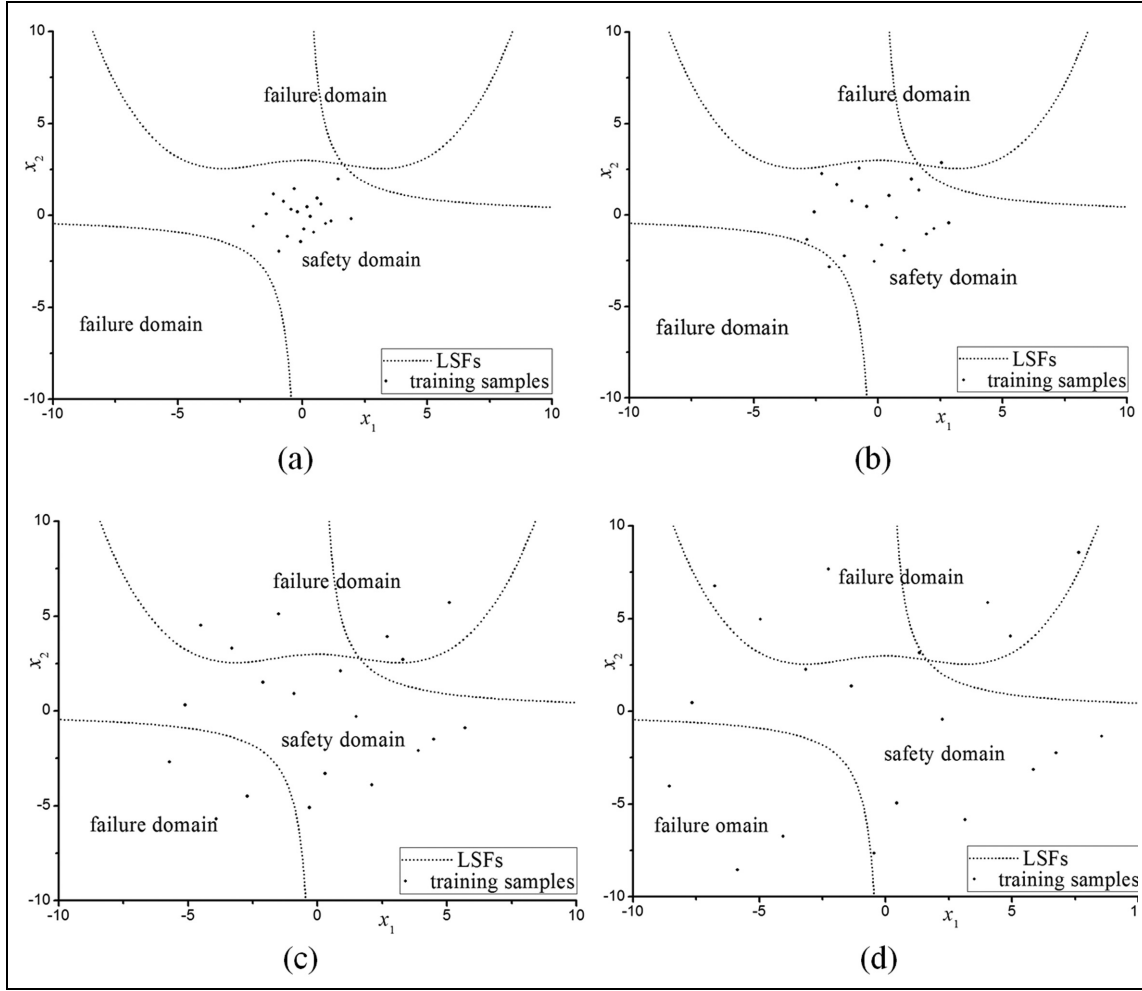 10
failure domain
5
x₂
0
safety domain
-5
failure domain
LSFs
training samples
-10
-10 -5 0 5 10
x₁
(a)
10
failure domain
5
x₂
0
safety domain
-5
failure domain
LSFs
training samples
-10
-10 -5 0 5 10
x₁
(b)
10
failure domain
5
x₂
0
safety domain
-5
failure domain
LSFs
training samples
-10
-10 -5 0 5 10
x₁
(c)
10
failure domain
5
x₂
0
safety domain
-5
failure omain
LSFs
training samples
-10
-10 -5 0 5 1
x₁
(d)